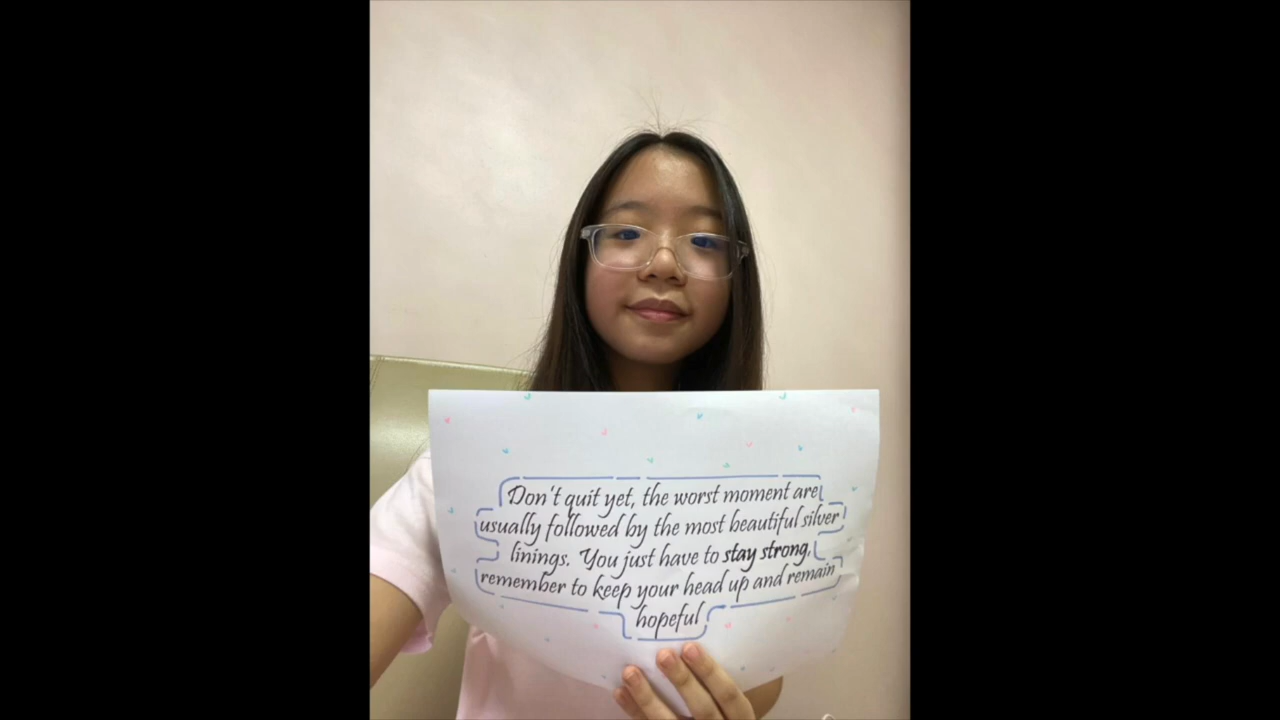 Don't quit yet, the worst moment are
usually followed by the most beautiful silver
linings. You just have to stay strong,
remember to keep your head up and remain
hopeful